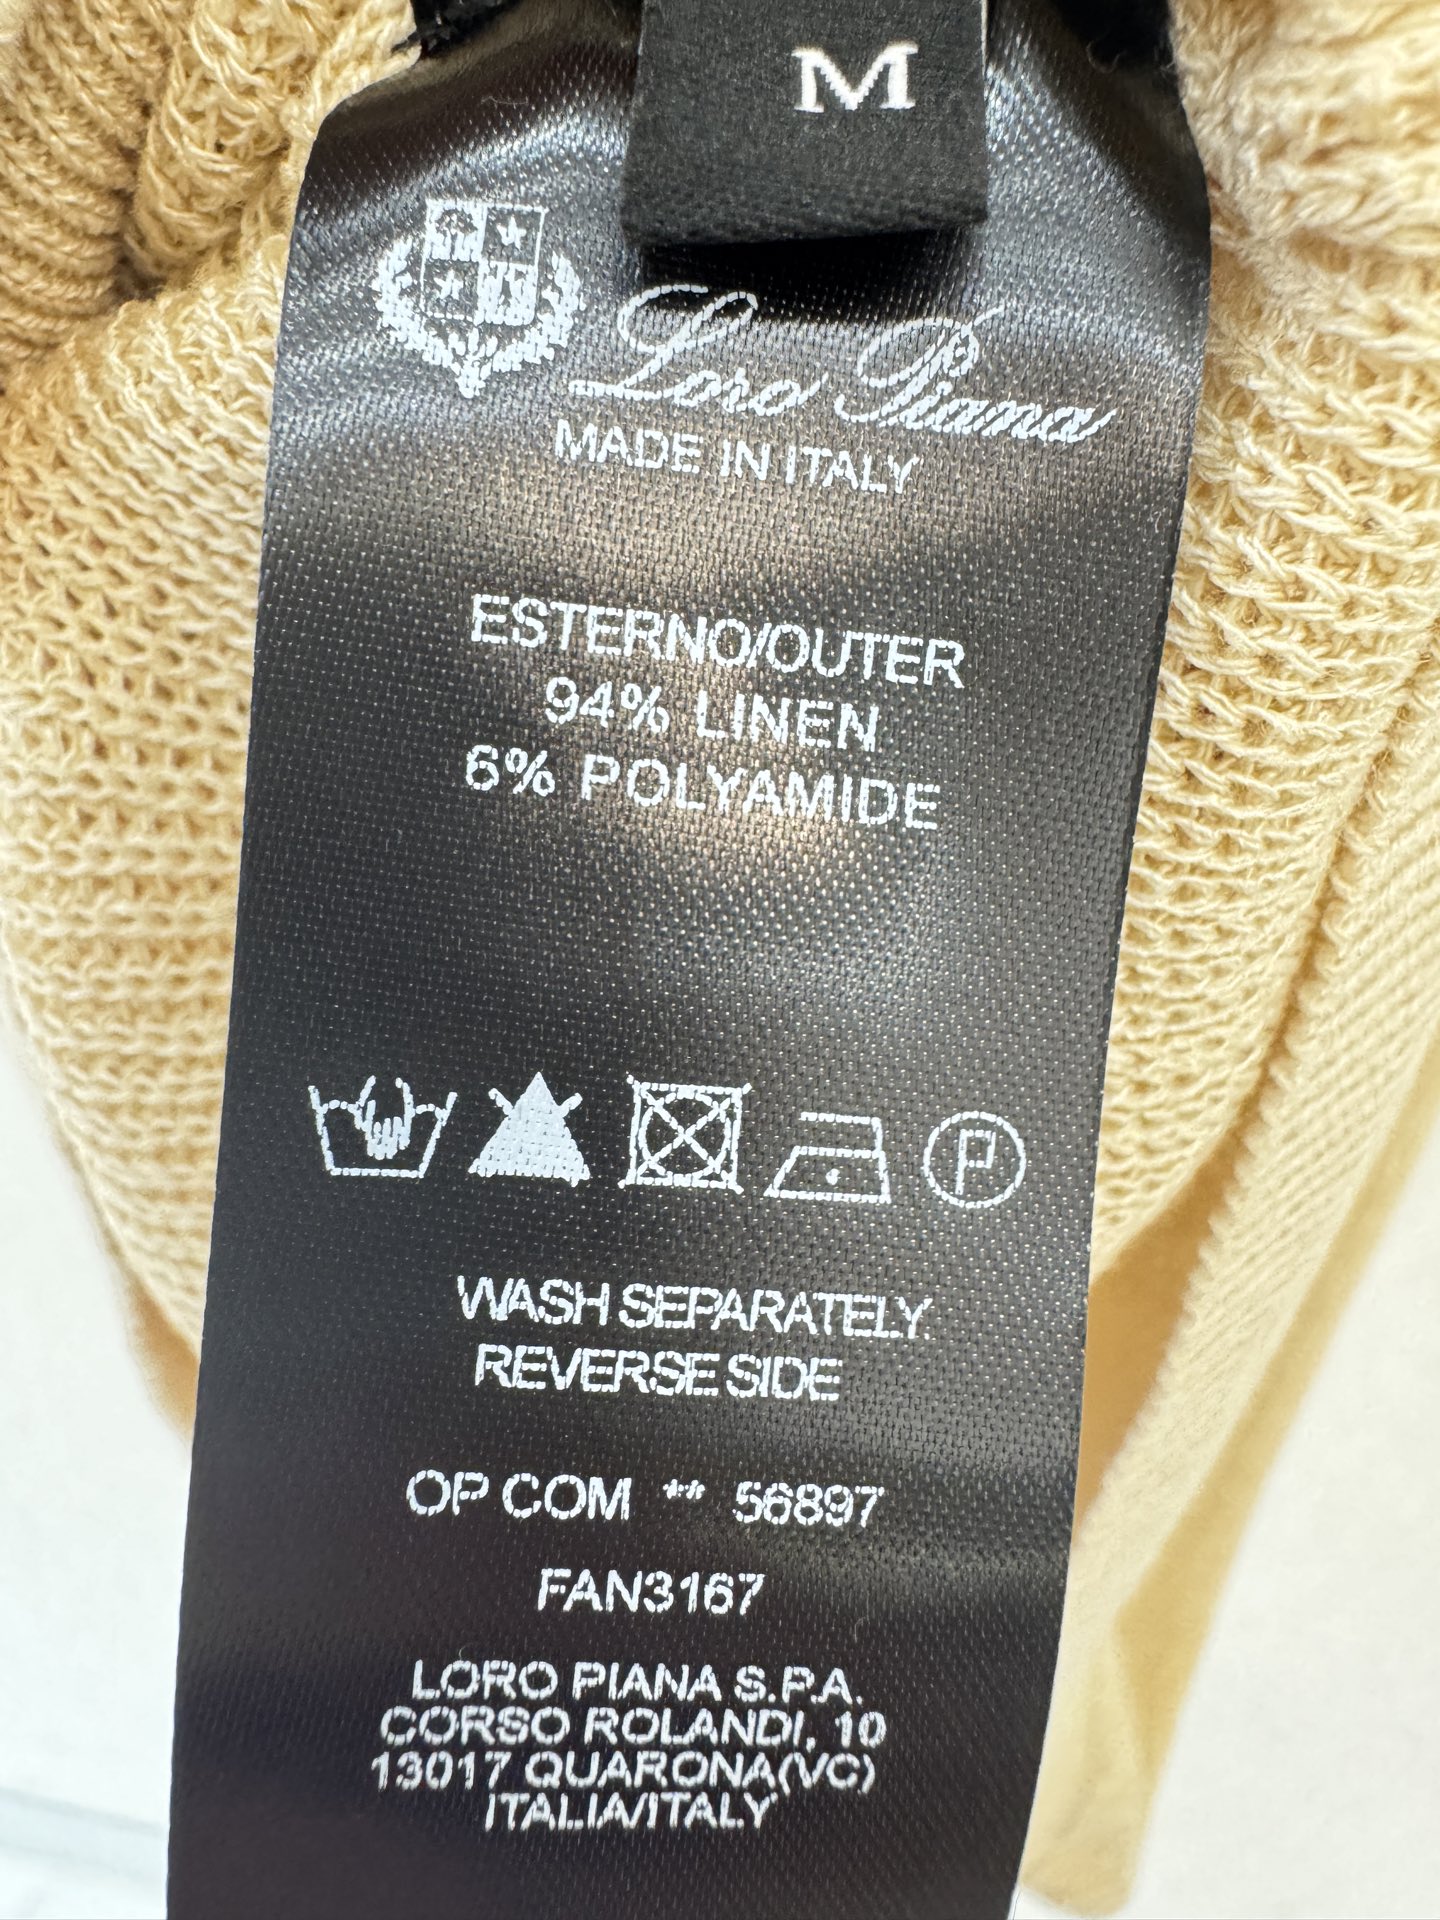 M
Loro Piana
MADE IN ITALY
ESTERNO/OUTER
94% LINEN
6% POLYAMIDE
P
WASH SEPARATELY.
REVERSE SIDE
OP COM ** 56897
FAN3167
LORO PIANA S.P.A.
CORSO ROLANDI, 10
13017 QUARONA(VC)
ITALIA/ITALY